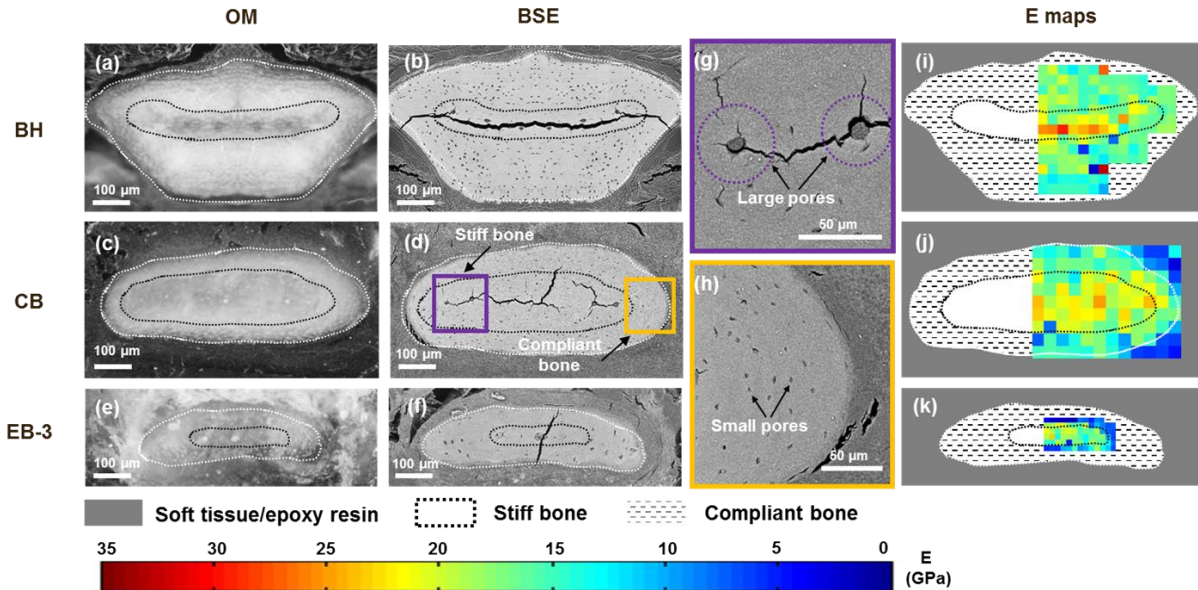 OM
BSE
E maps
BH
(a)
100 µm
(b)
100 µm
(g)
Large pores
50 µm
(i)
CB
(c)
100 µm
(d)
Stiff bone
Compliant
bone
100 µm
(h)
Small pores
50 µm
(j)
EB-3
(e)
100 µm
(f)
100 µm
(k)
Soft tissue/epoxy resin
Stiff bone
Compliant bone
35 30 25 20 15 10 5 0
E
(GPa)